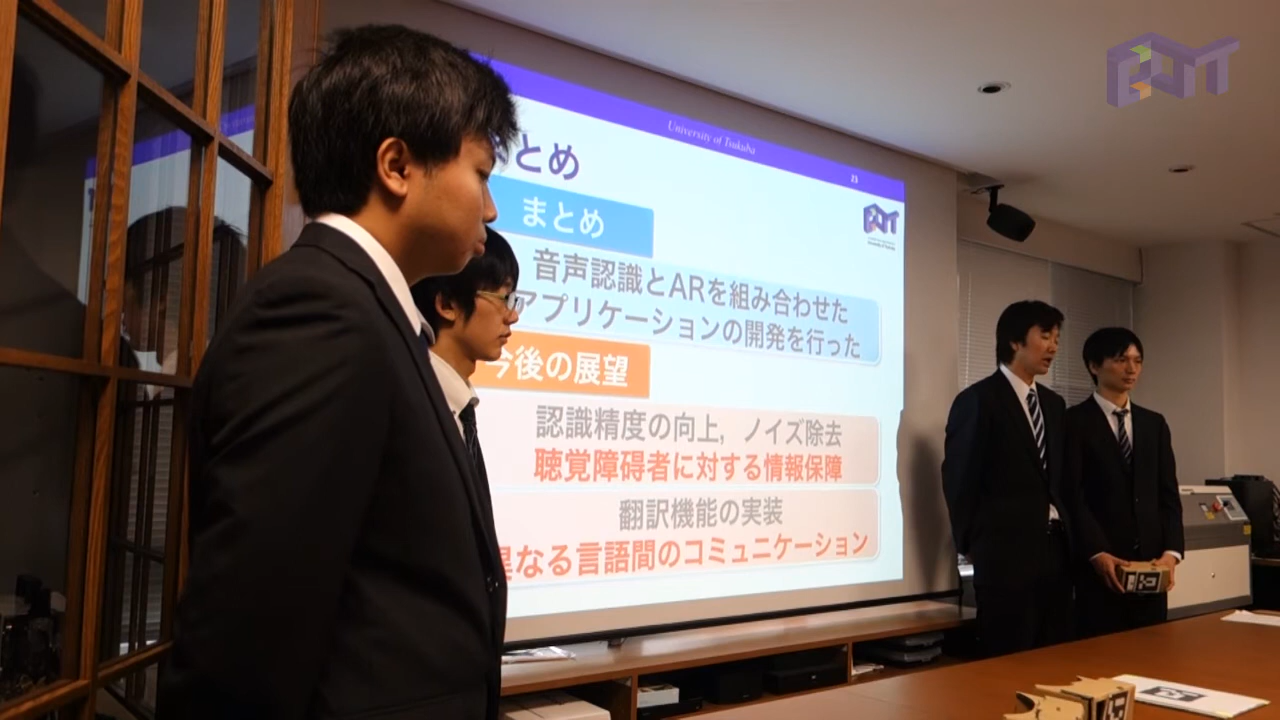 University of Tsukuba
23
まとめ
まとめ
音声認識とARを組み合わせた
アプリケーションの開発を行った
今後の展望
認識精度の向上，ノイズ除去
聴覚障碍者に対する情報保障
翻訳機能の実装
異なる言語間のコミュニケーション